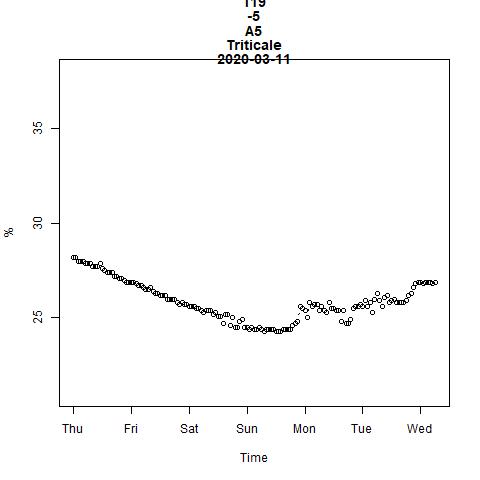 T19
-5
A5
Triticale
2020-03-11
35
30
25
%
Thu Fri Sat Sun Mon Tue Wed
Time